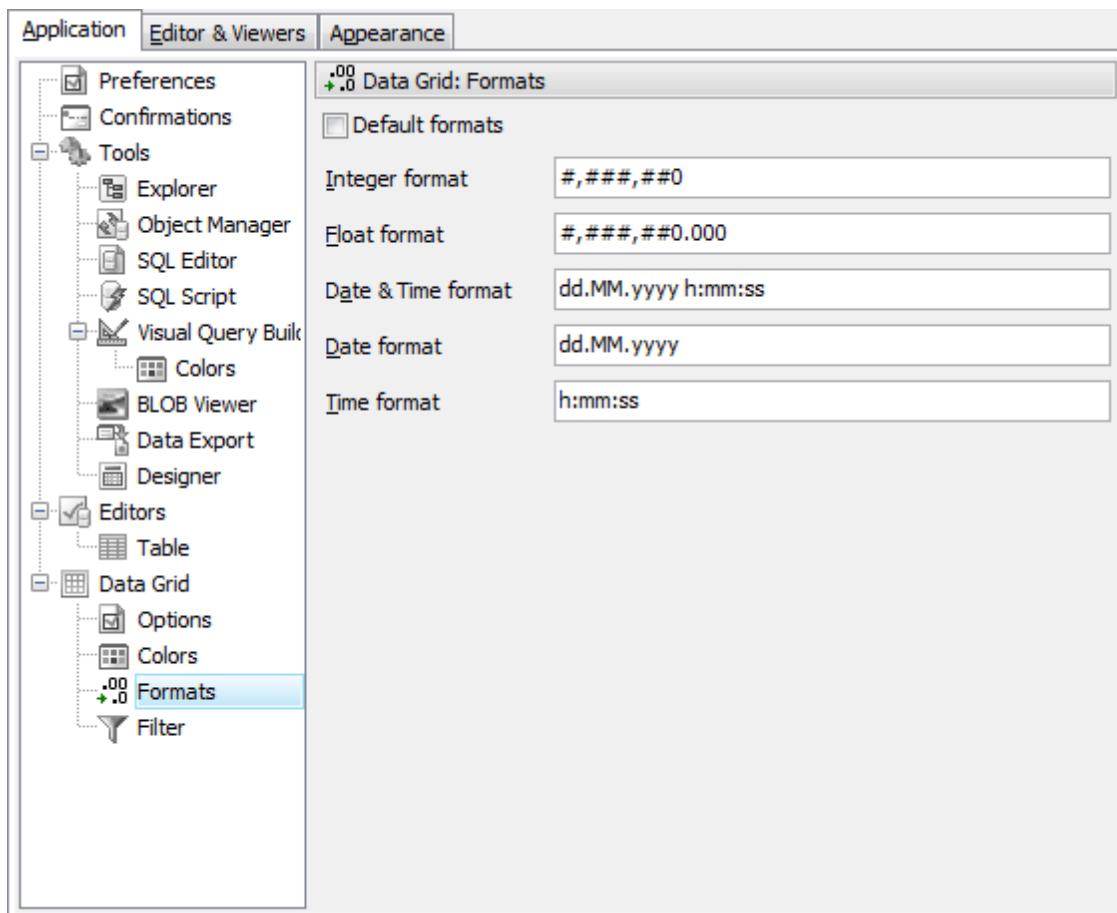 Application
Editor & Viewers
Appearance
Preferences
Confirmations
Tools
Explorer
Object Manager
SQL Editor
SQL Script
Visual Query Builc
Colors
BLOB Viewer
Data Export
Designer
Editors
Table
Data Grid
Options
Colors
Formats
Filter
Data Grid: Formats
Default formats
Integer format
#,###,##0
Float format
#,###,##0.000
Date & Time format
dd.MM.yyyy h:mm:ss
Date format
dd.MM.yyyy
Time format
h:mm:ss